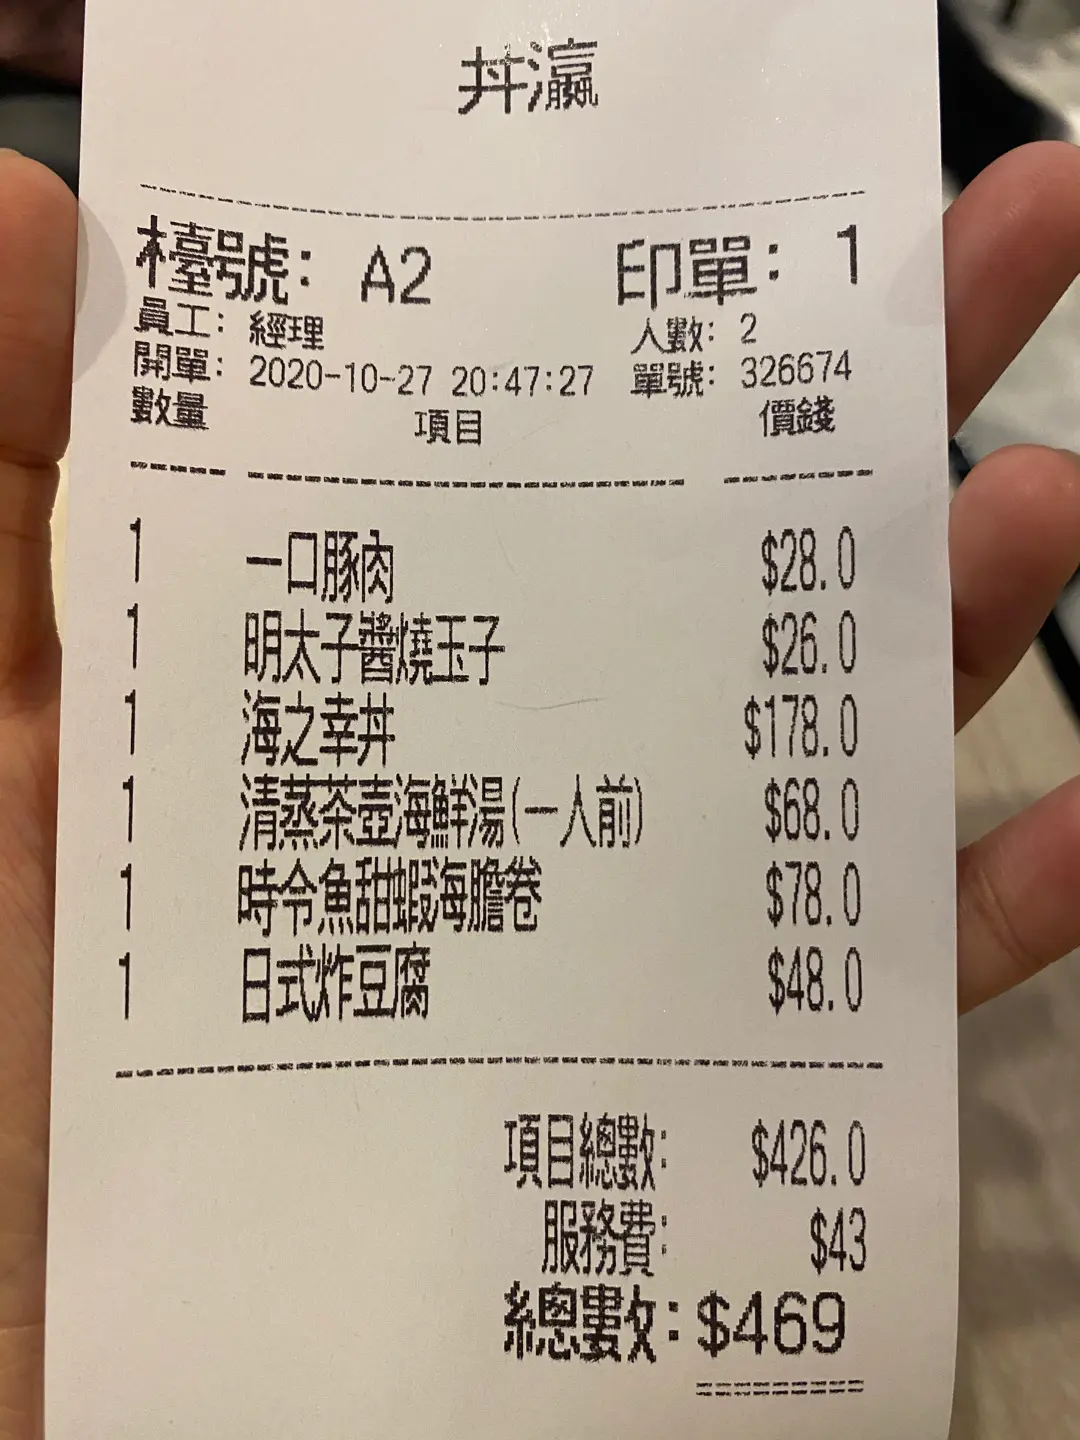 丼瀛
檯號: A2 印單: 1
員工: 經理 人數: 2
開單: 2020-10-27 20:47:27 單號: 326674
數量 項目 價錢
1 一口豚肉 $28.0
1 明太子醬燒玉子 $26.0
1 海之幸丼 $178.0
1 清蒸茶壺海鮮湯(一人前) $68.0
1 時令魚甜蝦海膽卷 $78.0
1 日式炸豆腐 $48.0
項目總數: $426.0
服務費: $43
總數: $469